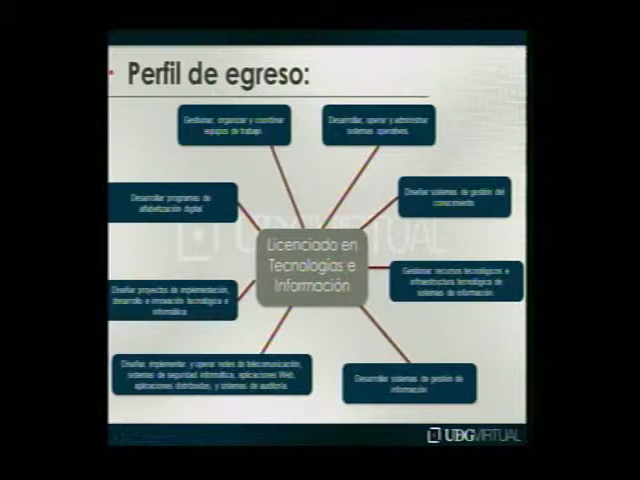 Perfil de egreso:
Gestionar, organizar y coordinar
equipos de trabajo.
Desarrollar, operar y administrar
sistemas operativos.
Desarrollar programas de
alfabetización digital.
Diseñar sistemas de gestión del
conocimiento.
Licenciado en
Tecnologías e
Información
Gestionar recursos tecnológicos e
infraestructura tecnológica de
sistemas de información.
Diseñar proyectos de implementación,
desarrollo e innovación tecnológica e
informática.
Diseñar, implementar y operar redes de telecomunicación,
sistemas de seguridad informática, aplicaciones Web,
aplicaciones distribuidas, y sistemas de auditoría.
Desarrollar sistemas de gestión de
información.
UDGVIRTUAL
UDGVIRTUAL